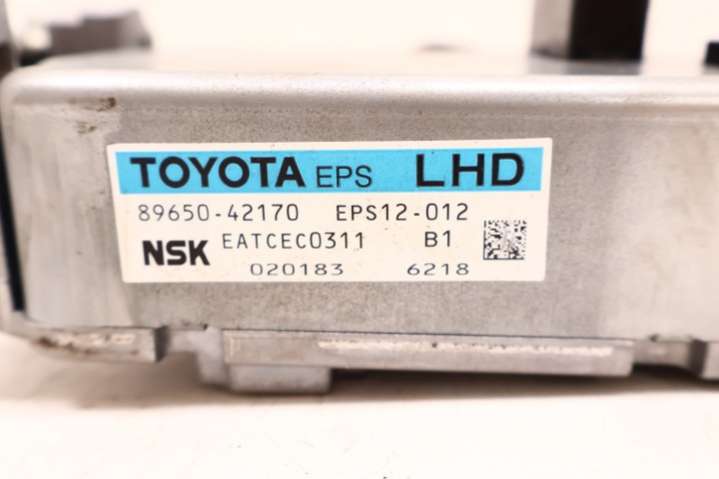 TOYOTA EPS LHD
89650-42170 EPS12-012
NSK EATCEC0311 B1
020183 6218